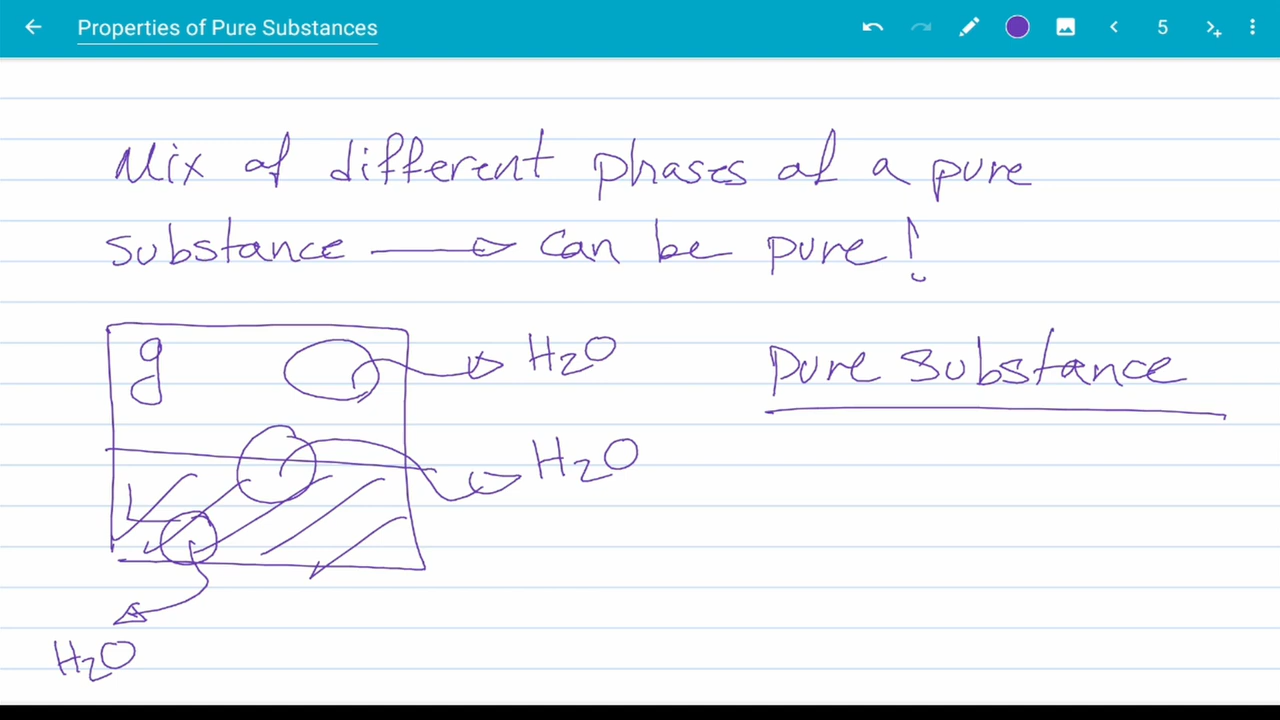 Properties of Pure Substances
5
Mix of different phases of a pure
substance → can be pure!
g
H2O
Pure Substance
H2O
L
H2O